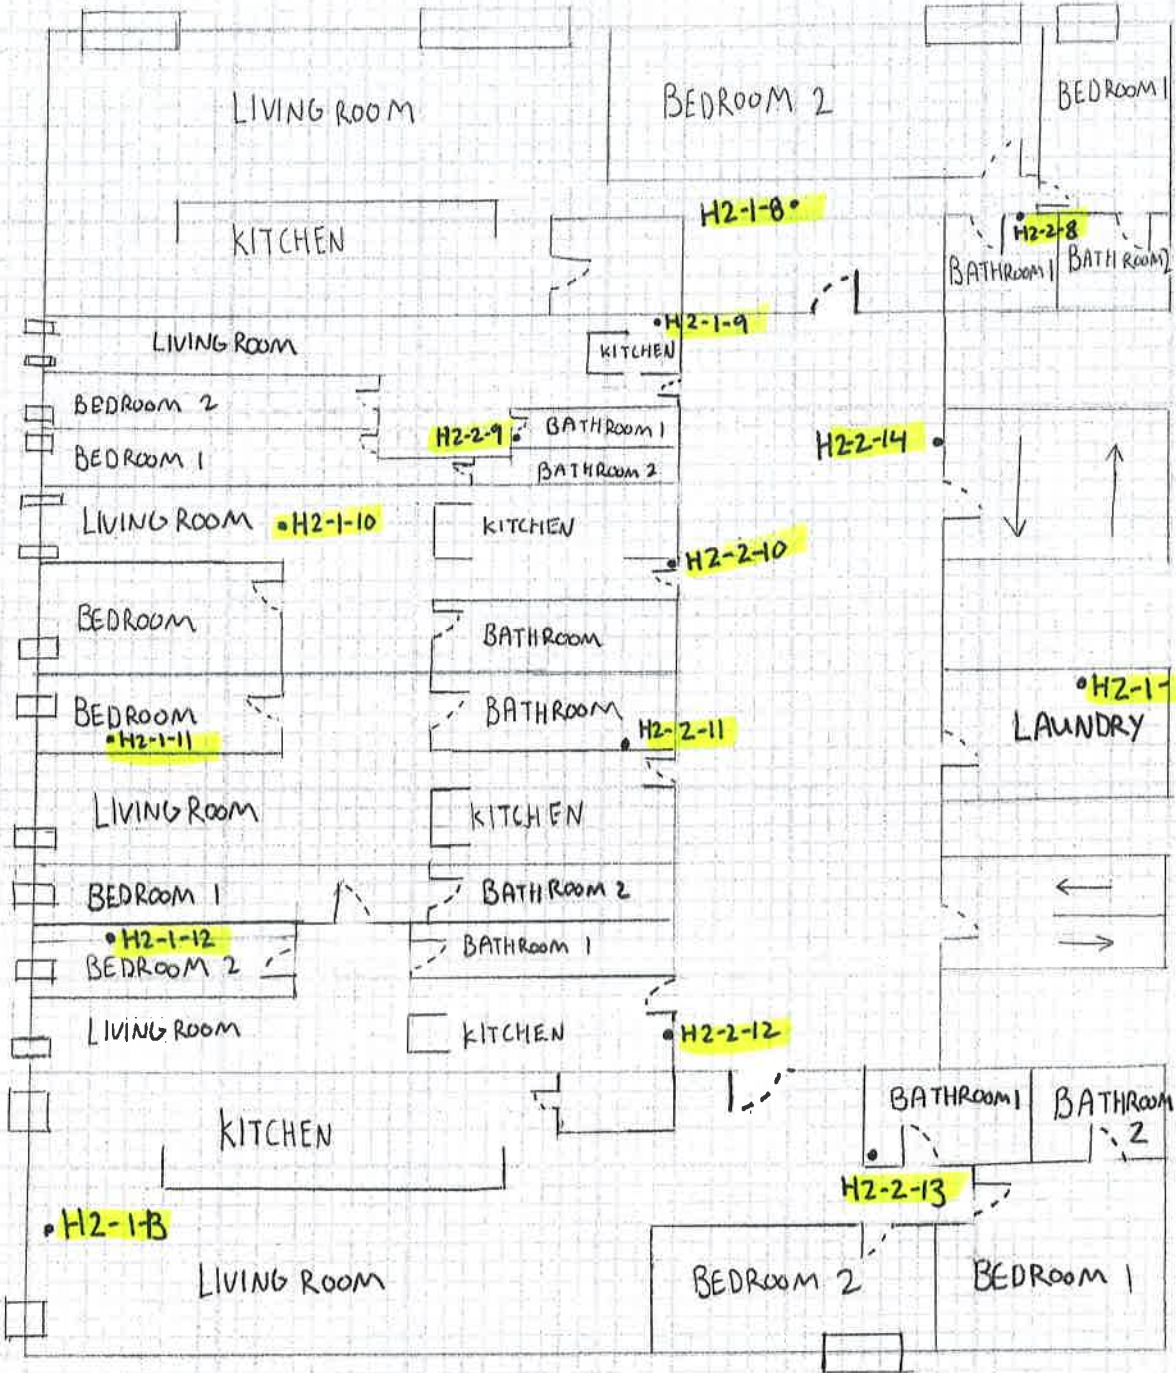 LIVING ROOM
BEDROOM 2
BEDROOM 1
H2-1-8
H2-2-8
KITCHEN
BATHROOM 1
BATHROOM 2
H2-1-9
LIVING ROOM
KITCHEN
BEDROOM 2
H2-2-9
BATHROOM 1
H2-2-14
BEDROOM 1
BATHROOM 2
LIVING ROOM
H2-1-10
KITCHEN
H2-2-10
BEDROOM
BATHROOM
H2-1-
BEDROOM
BATHROOM
LAUNDRY
H2-1-11
H2-2-11
LIVING ROOM
KITCHEN
BEDROOM 1
BATHROOM 2
H2-1-12
BEDROOM 2
BATHROOM 1
LIVING ROOM
KITCHEN
H2-2-12
BATHROOM 1
BATHROOM
2
KITCHEN
H2-2-13
H2-1-13
LIVING ROOM
BEDROOM 2
BEDROOM 1